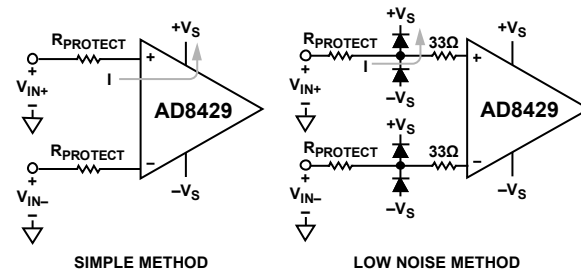 +VS
RPROTECT
+
I
+
VIN+
−
AD8429
RPROTECT
−
+
VIN−
−
−VS
SIMPLE METHOD
+VS
+VS
RPROTECT
33Ω
+
I
+
VIN+
−
−VS
AD8429
+VS
RPROTECT
33Ω
−
+
VIN−
−
−VS
−VS
LOW NOISE METHOD